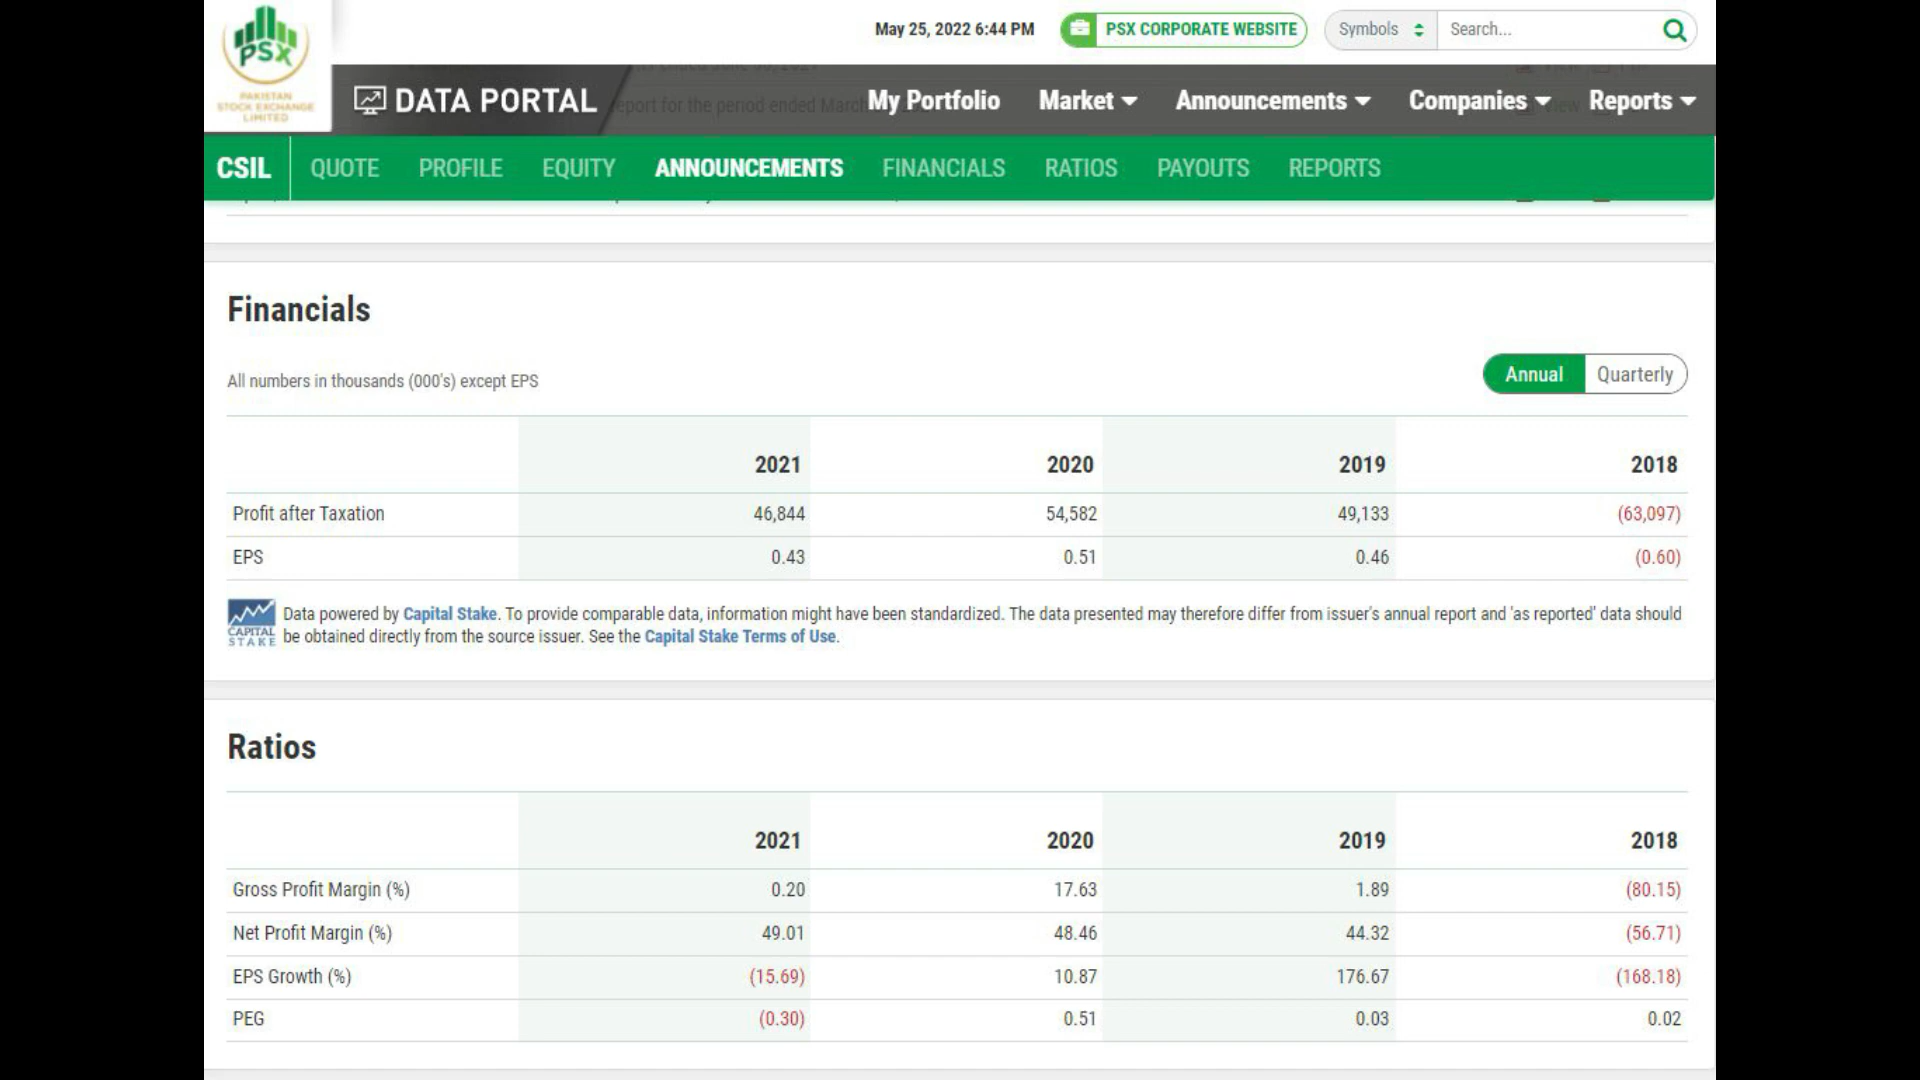 PSX
PAKISTAN
STOCK EXCHANGE
LIMITED
May 25, 2022 6:44 PM
PSX CORPORATE WEBSITE
Symbols
Search...
DATA PORTAL
eport for the period ended March
My Portfolio
Market
Announcements
Companies
Reports
CSIL
QUOTE
PROFILE
EQUITY
ANNOUNCEMENTS
FINANCIALS
RATIOS
PAYOUTS
REPORTS
Financials
All numbers in thousands (000's) except EPS
Annual
Quarterly
2021 2020 2019 2018
Profit after Taxation 46,844 54,582 49,133 (63,097)
EPS 0.43 0.51 0.46 (0.60)
CAPITAL
STAKE
Data powered by Capital Stake. To provide comparable data, information might have been standardized. The data presented may therefore differ from issuer's annual report and 'as reported' data should
be obtained directly from the source issuer. See the Capital Stake Terms of Use.
Ratios
2021 2020 2019 2018
Gross Profit Margin (%) 0.20 17.63 1.89 (80.15)
Net Profit Margin (%) 49.01 48.46 44.32 (56.71)
EPS Growth (%) (15.69) 10.87 176.67 (168.18)
PEG (0.30) 0.51 0.03 0.02